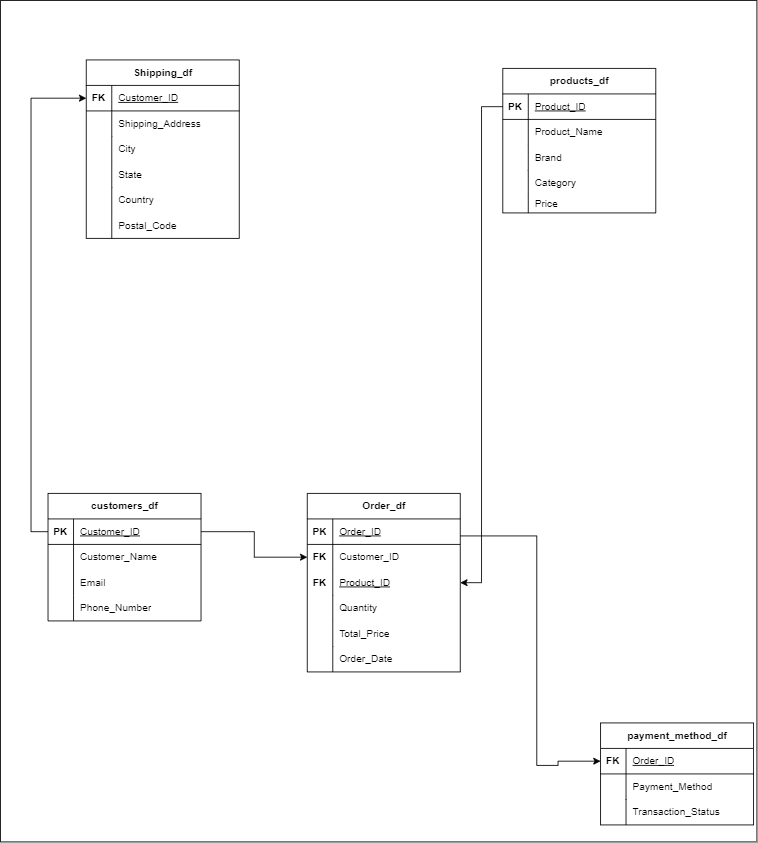 Shipping_df
FK Customer_ID
Shipping_Address
City
State
Country
Postal_Code
products_df
PK Product_ID
Product_Name
Brand
Category
Price
customers_df
PK Customer_ID
Customer_Name
Email
Phone_Number
Order_df
PK Order_ID
FK Customer_ID
FK Product_ID
Quantity
Total_Price
Order_Date
payment_method_df
FK Order_ID
Payment_Method
Transaction_Status